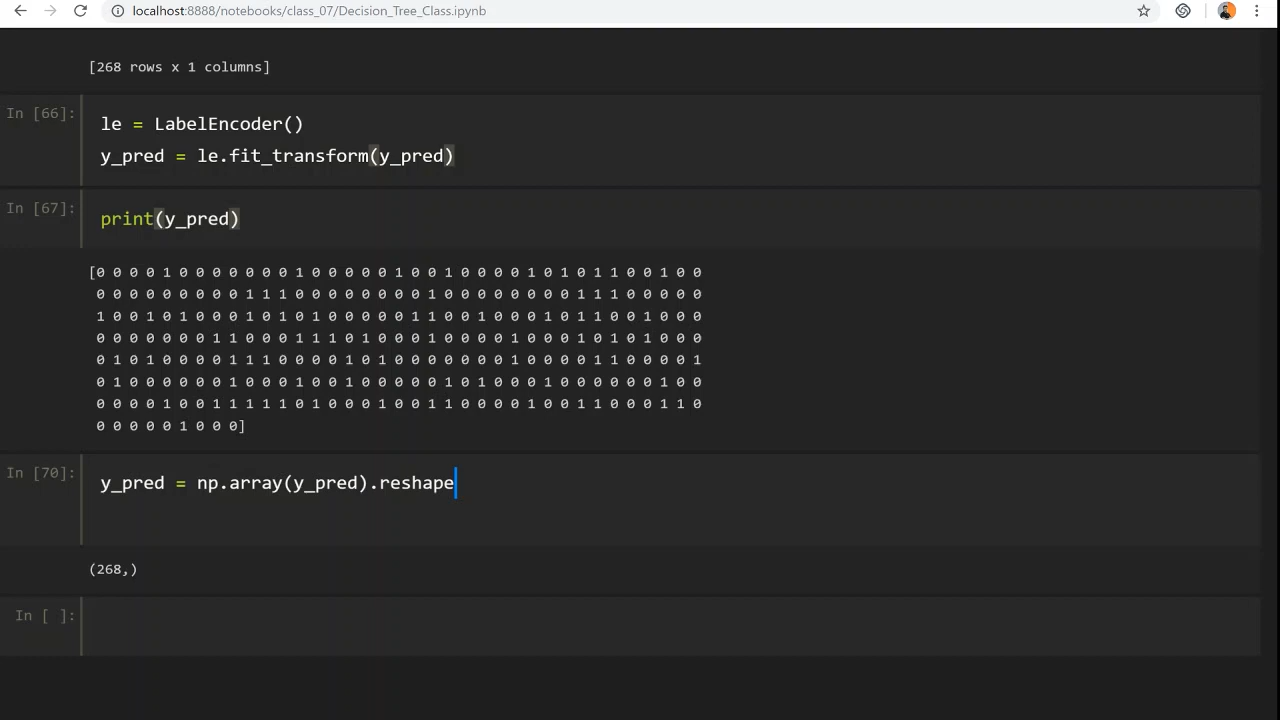 localhost:8888/notebooks/class_07/Decision_Tree_Class.ipynb
[268 rows x 1 columns]
In [66]:
le = LabelEncoder()
y_pred = le.fit_transform(y_pred)
In [67]:
print(y_pred)
[0 0 0 0 1 0 0 0 0 0 0 0 1 0 0 0 0 0 1 0 0 1 0 0 0 0 1 0 1 0 1 1 0 0 1 0 0
0 0 0 0 0 0 0 0 0 1 1 1 0 0 0 0 0 0 0 0 1 0 0 0 0 0 0 0 0 1 1 1 0 0 0 0 0
1 0 0 1 0 1 0 0 0 1 0 1 0 1 0 0 0 0 0 1 1 0 0 1 0 0 0 1 0 1 1 0 0 1 0 0 0
0 0 0 0 0 0 0 1 1 0 0 0 1 1 1 0 1 0 0 0 1 0 0 0 0 1 0 0 0 1 0 1 0 1 0 0 0
0 1 0 1 0 0 0 0 1 1 1 0 0 0 0 1 0 1 0 0 0 0 0 0 0 1 0 0 0 0 1 1 0 0 0 0 1
0 1 0 0 0 0 0 0 1 0 0 0 1 0 0 1 0 0 0 0 0 1 0 1 0 0 0 1 0 0 0 0 0 0 1 0 0
0 0 0 0 1 0 0 1 1 1 1 1 0 1 0 0 0 1 0 0 1 1 0 0 0 0 1 0 0 1 1 0 0 0 1 1 0
0 0 0 0 0 1 0 0 0]
In [70]:
y_pred = np.array(y_pred).reshape
(268,)
In [ ]: